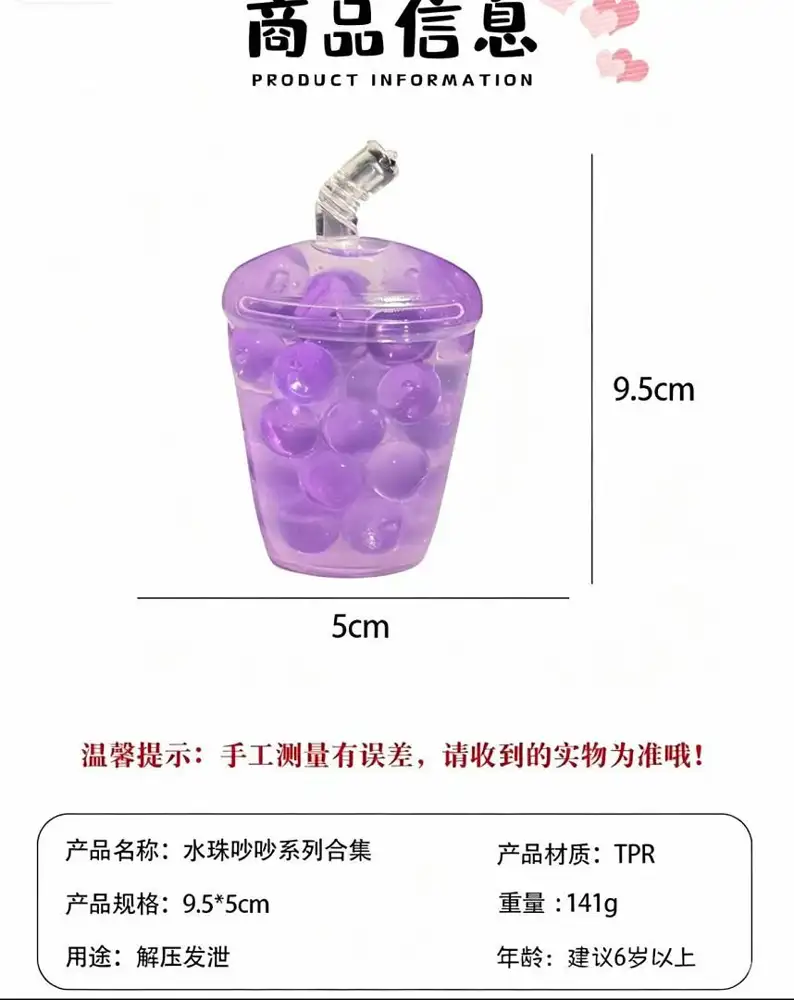 商品信息
PRODUCT INFORMATION
9.5cm
5cm
温馨提示：手工测量有误差，请收到的实物为准哦！
产品名称：水珠吵吵系列合集
产品材质：TPR
产品规格：9.5*5cm
重量：141g
用途：解压发泄
年龄：建议6岁以上